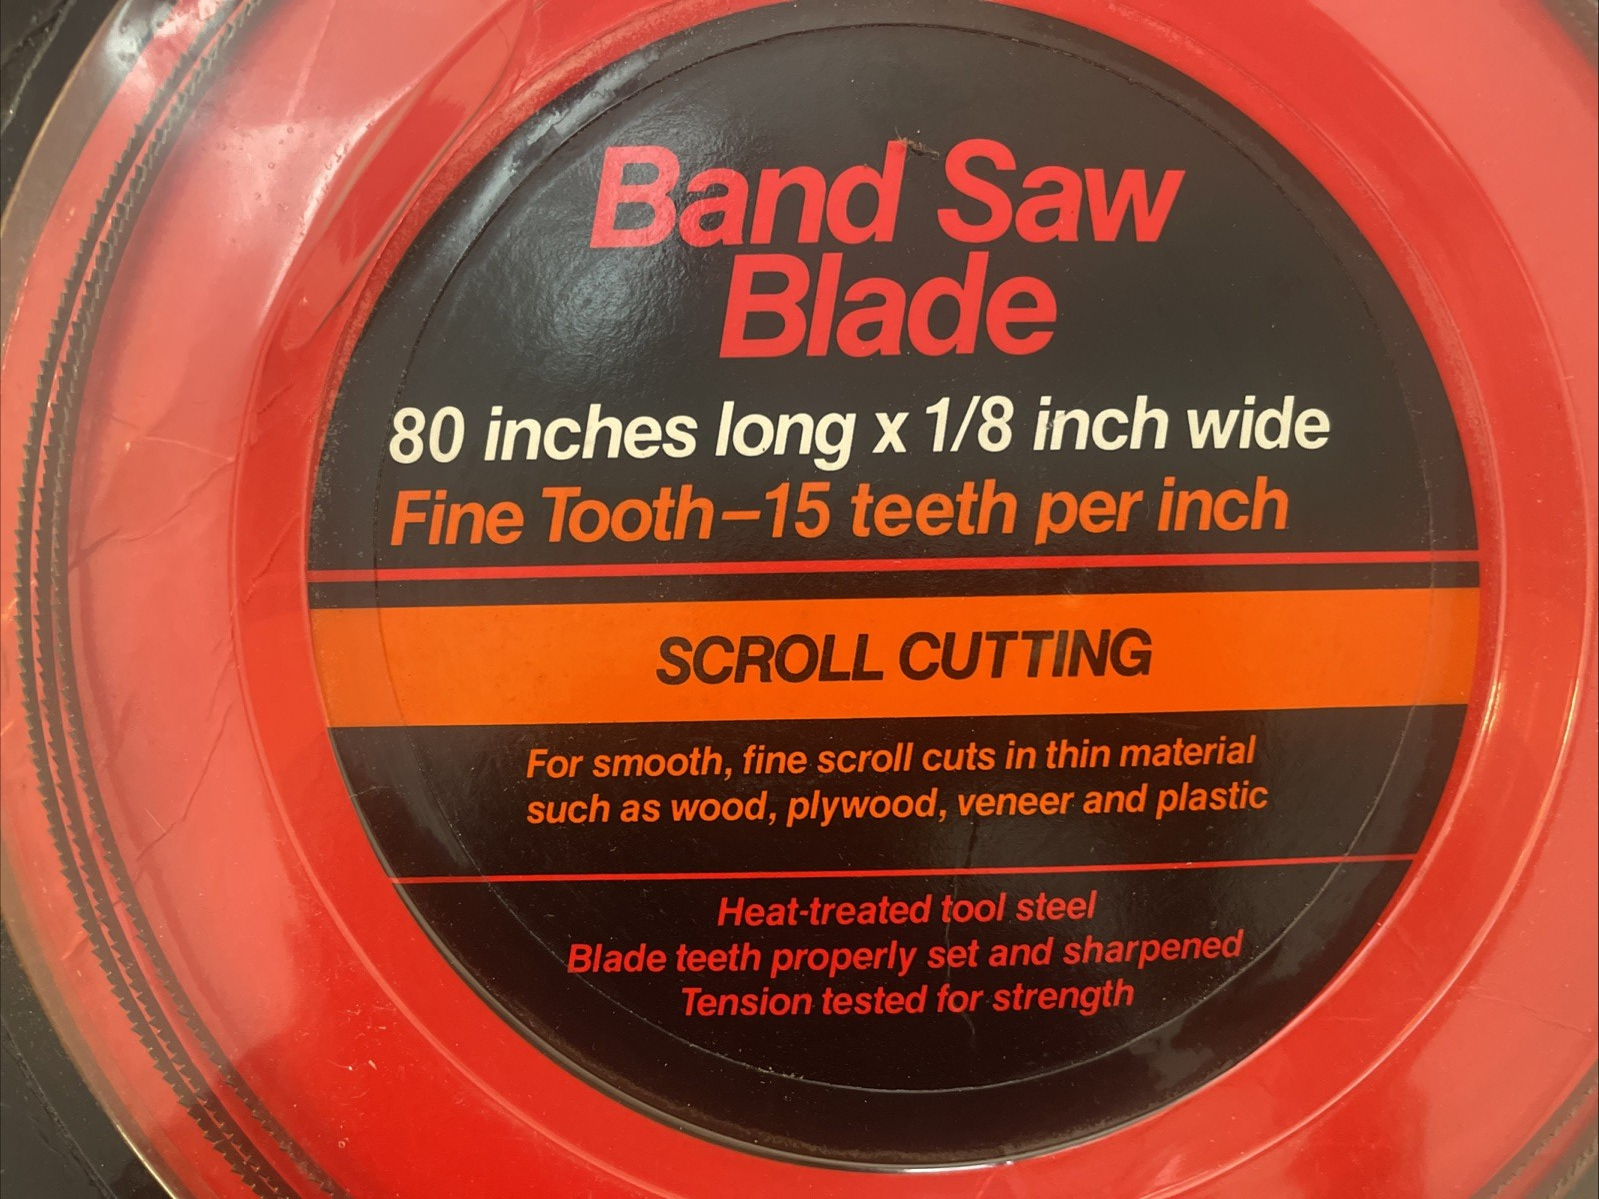 Band Saw
Blade
80 inches long x 1/8 inch wide
Fine Tooth–15 teeth per inch
SCROLL CUTTING
For smooth, fine scroll cuts in thin material
such as wood, plywood, veneer and plastic
Heat-treated tool steel
Blade teeth properly set and sharpened
Tension tested for strength